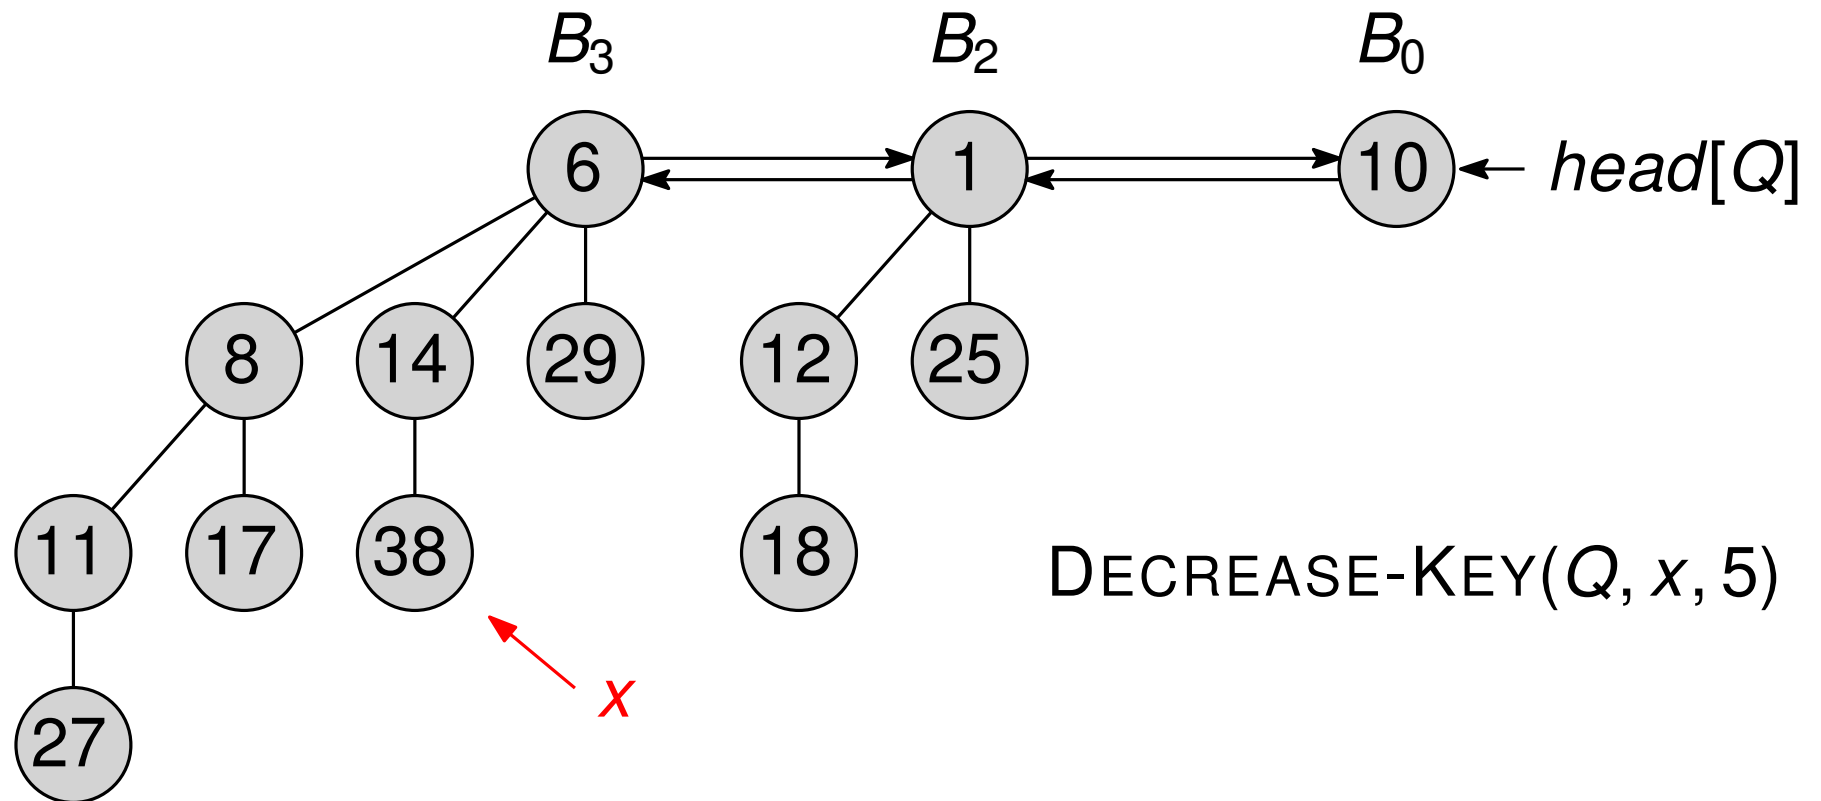 B3 B2 B0
6 1 10 head[Q]
8 14 29 12 25
11 17 38 18
DECREASE-KEY(Q, x, 5)
x
27